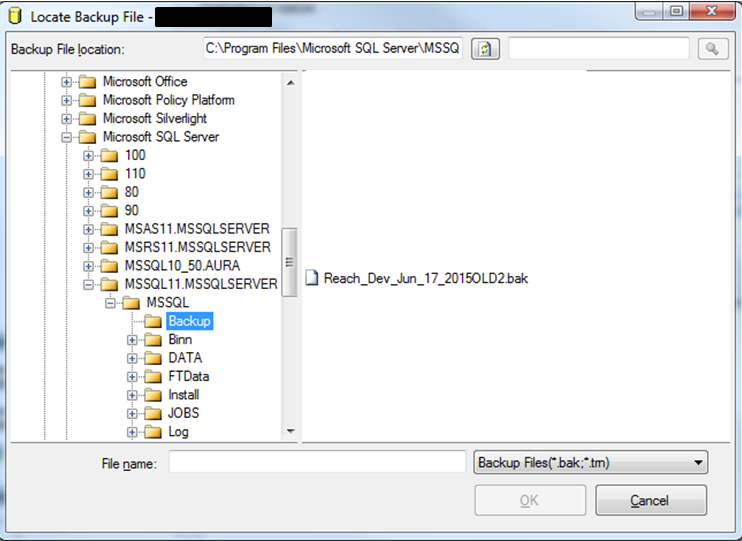 Locate Backup File -
Backup File location:
C:\Program Files\Microsoft SQL Server\MSSQ
Microsoft Office
Microsoft Policy Platform
Microsoft Silverlight
Microsoft SQL Server
100
110
80
90
MSAS11.MSSQLSERVER
MSRS11.MSSQLSERVER
MSSQL10_50.AURA
MSSQL11.MSSQLSERVER
MSSQL
Backup
Binn
DATA
FTData
Install
JOBS
Log
Reach_Dev_Jun_17_2015OLD2.bak
File name:
Backup Files(*.bak;*.trn)
OK
Cancel